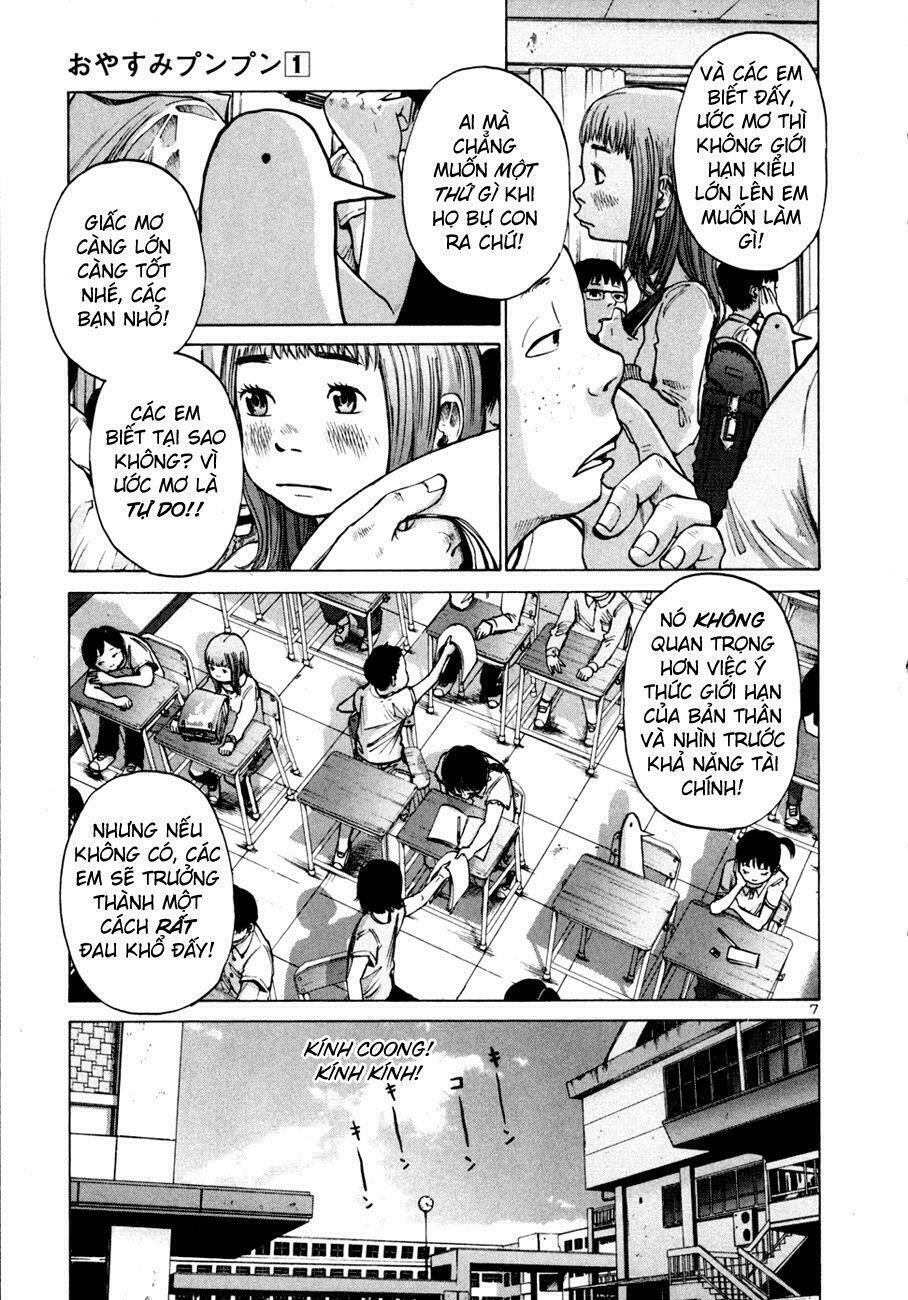 おやすみプンプン1
VÀ CÁC EM
BIẾT ĐẤY,
ƯỚC MƠ THÌ
KHÔNG GIỚI
HẠN KIỂU
LỚN LÊN EM
MUỐN LÀM
GÌ!
AI MÀ
CHẲNG
MUỐN MỘT
THỨ GÌ KHI
HỌ BỰ CON
RA CHỨ!
GIẤC MƠ
CÀNG LỚN
CÀNG TỐT
NHÉ, CÁC
BẠN NHỎ!
CÁC EM
BIẾT TẠI SAO
KHÔNG? VÌ
ƯỚC MƠ LÀ
TỰ DO!!
NÓ KHÔNG
QUAN TRỌNG
HƠN VIỆC Ý
THỨC GIỚI HẠN
CỦA BẢN THÂN
VÀ NHÌN TRƯỚC
KHẢ NĂNG TÀI
CHÍNH!
NHƯNG NẾU
KHÔNG CÓ, CÁC
EM SẼ TRƯỞNG
THÀNH MỘT
CÁCH RẤT
ĐAU KHỔ ĐẤY!
7
KÍNH COONG!
KÍNH KÍNH!
キーンコーン